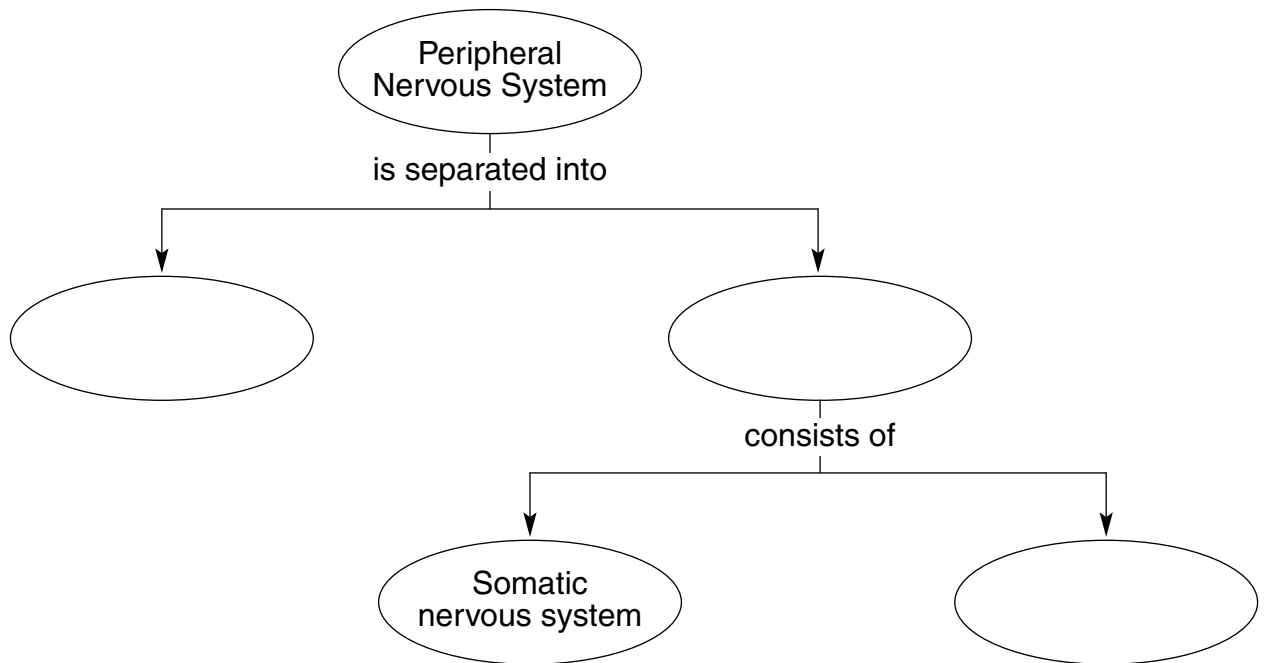 Peripheral
Nervous System
is separated into
consists of
Somatic
nervous system